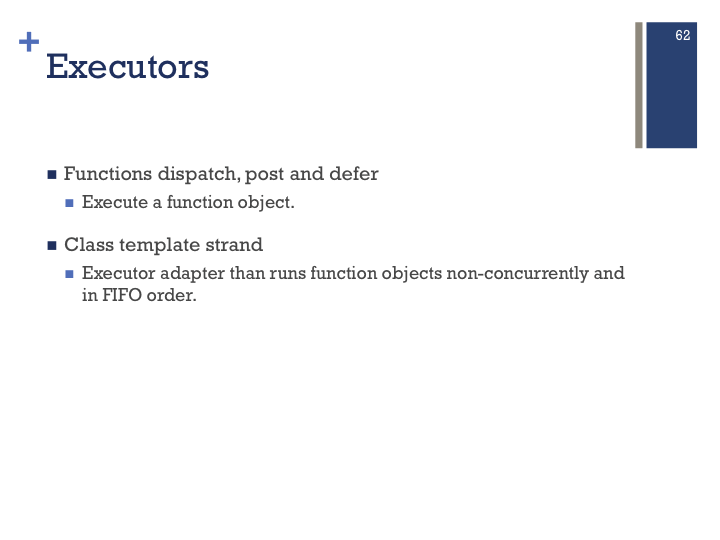 62
+
Executors
Functions dispatch, post and defer
Execute a function object.
Class template strand
Executor adapter than runs function objects non-concurrently and
in FIFO order.